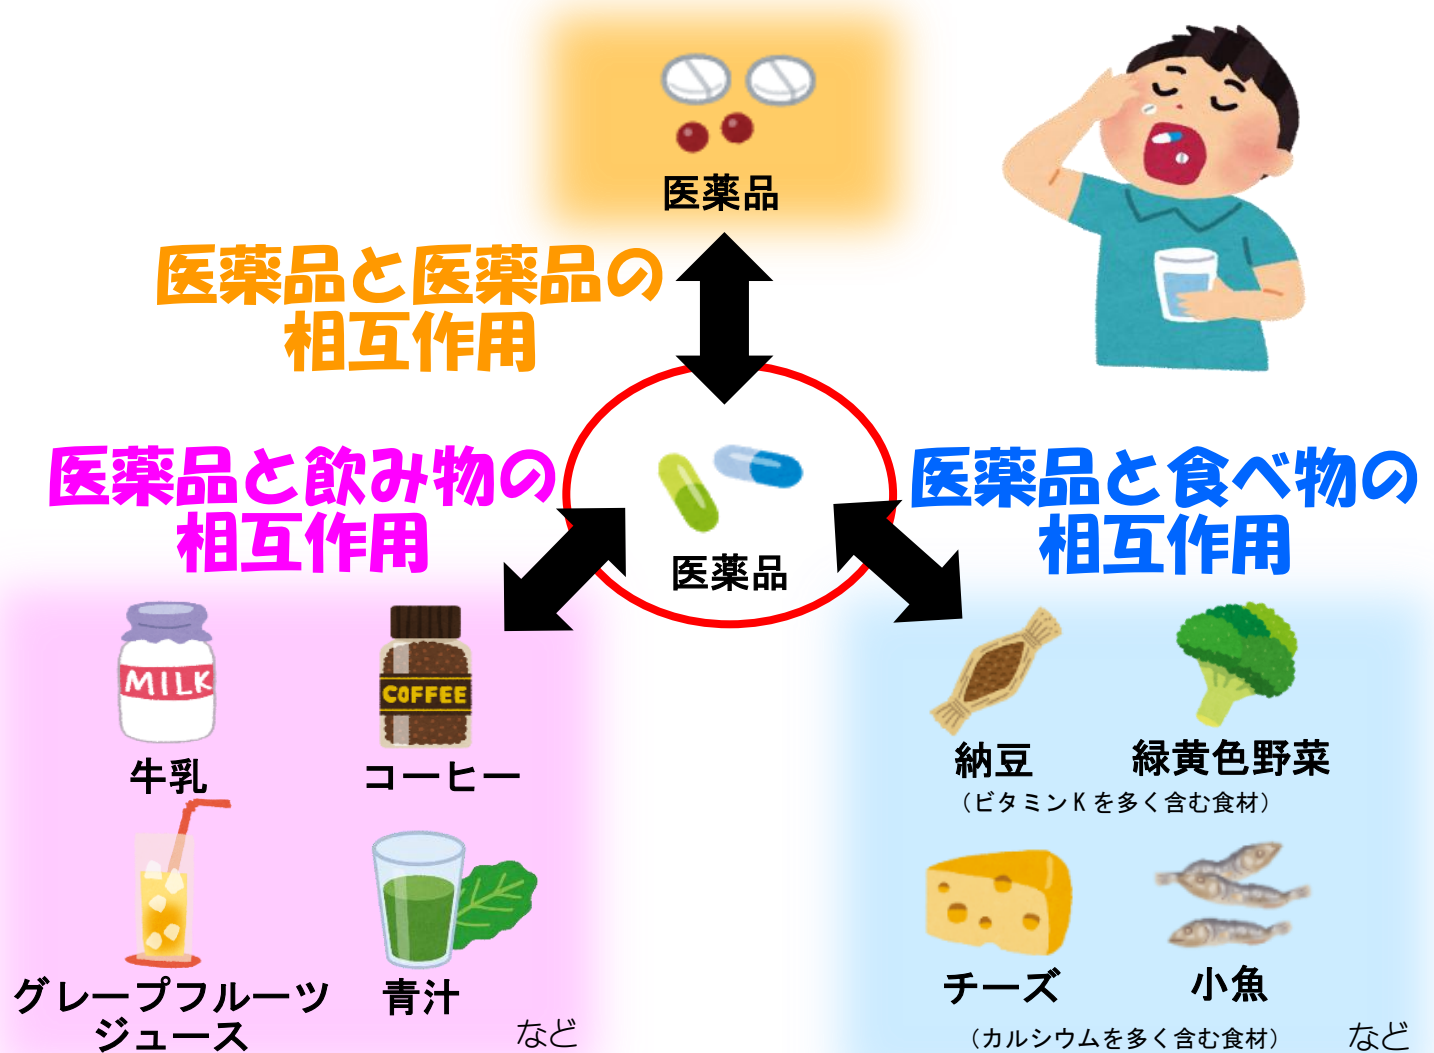 医薬品
医薬品と医薬品の
相互作用
医薬品と飲み物の
相互作用
医薬品
医薬品と食べ物の
相互作用
MILK
牛乳
COFFEE
コーヒー
グレープフルーツ
ジュース
青汁
など
納豆
緑黄色野菜
（ビタミンKを多く含む食材）
チーズ
小魚
（カルシウムを多く含む食材）
など